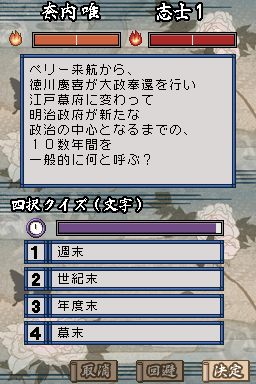 奈内唯 志士1
ペリー来航から、
徳川慶喜が大政奉還を行い
江戸幕府に変わって
明治政府が新たな
政治の中心となるまでの、
１０数年間を
一般的に何と呼ぶ？
四択クイズ(文字)
1 週末
2 世紀末
3 年度末
4 幕末
取消 回避 決定